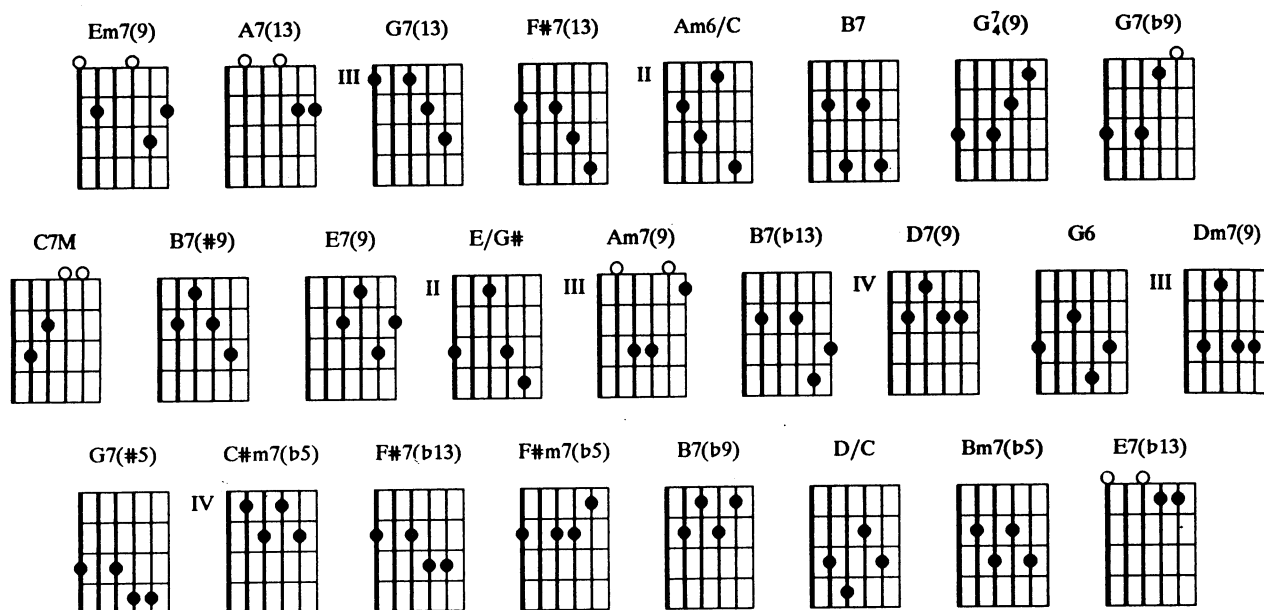 Em7(9) A7(13) G7(13) F#7(13) Am6/C B7 G7/4(9) G7(b9)
III II
C7M B7(#9) E7(9) E/G# Am7(9) B7(b13) D7(9) G6 Dm7(9)
II III IV III
G7(#5) C#m7(b5) F#7(b13) F#m7(b5) B7(b9) D/C Bm7(b5) E7(b13)
IV